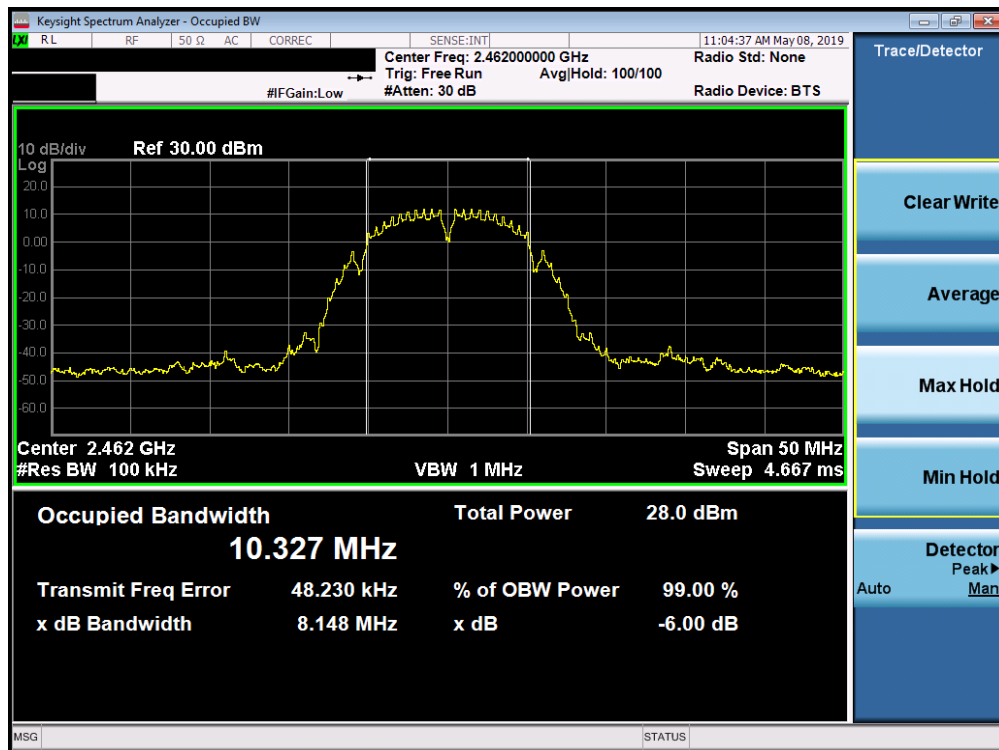 Keysight Spectrum Analyzer - Occupied BW
LXI RL RF 50 Ω AC CORREC SENSE:INT 11:04:37 AM May 08, 2019
Center Freq: 2.462000000 GHz Radio Std: None
Trig: Free Run Avg|Hold: 100/100
#IFGain:Low #Atten: 30 dB Radio Device: BTS
10 dB/div Ref 30.00 dBm
Log
20.0
10.0
0.00
-10.0
-20.0
-30.0
-40.0
-50.0
-60.0
Center 2.462 GHz Span 50 MHz
#Res BW 100 kHz VBW 1 MHz Sweep 4.667 ms
Occupied Bandwidth Total Power 28.0 dBm
10.327 MHz
Transmit Freq Error 48.230 kHz % of OBW Power 99.00 %
x dB Bandwidth 8.148 MHz x dB -6.00 dB
MSG STATUS
Trace/Detector
Clear Write
Average
Max Hold
Min Hold
Detector
Peak▶
Auto Man